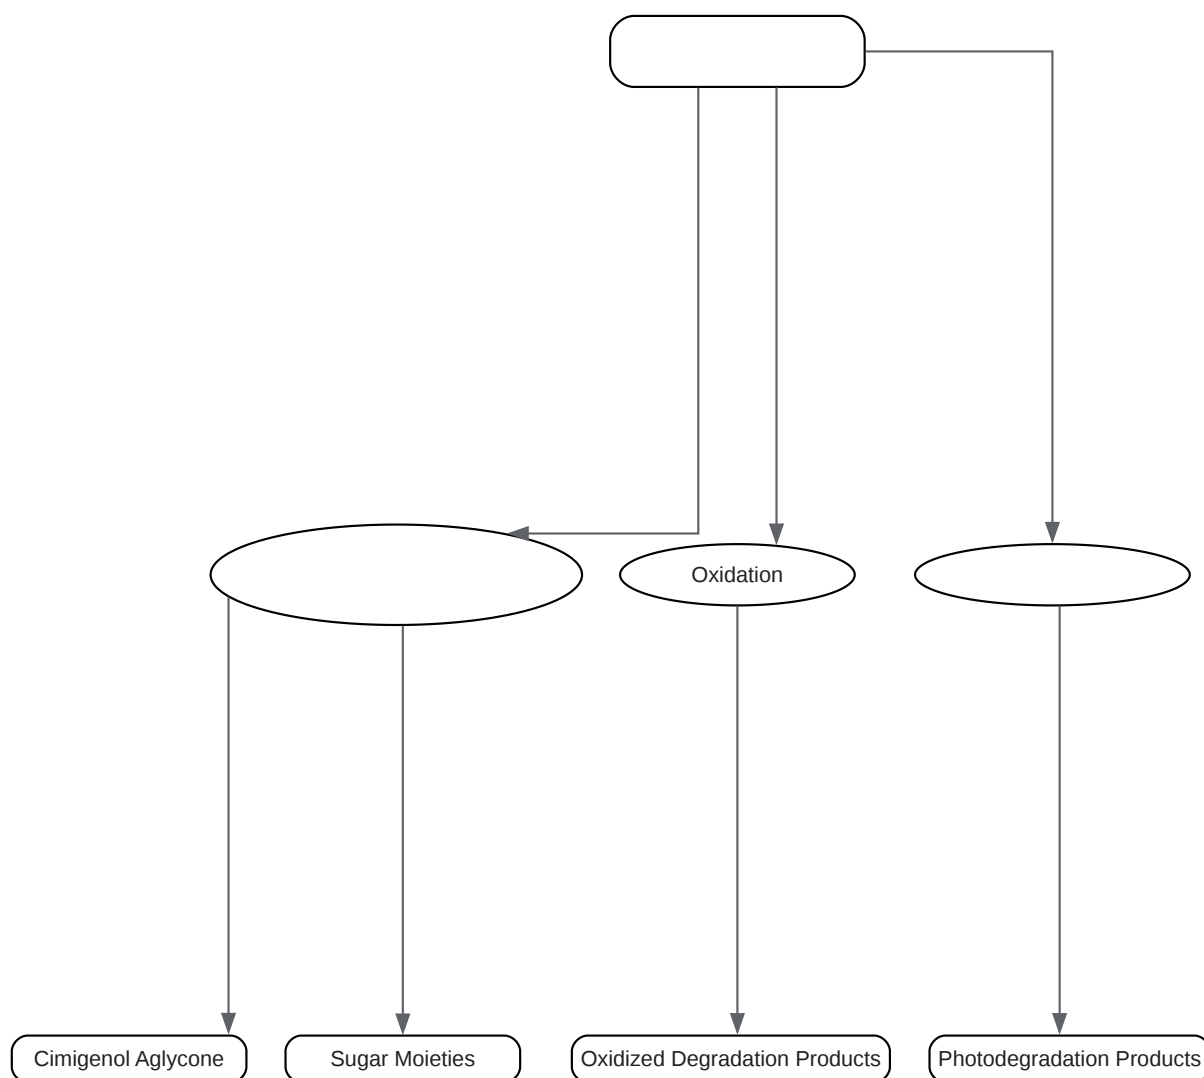 Oxidation
Cimigenol Aglycone
Sugar Moieties
Oxidized Degradation Products
Photodegradation Products